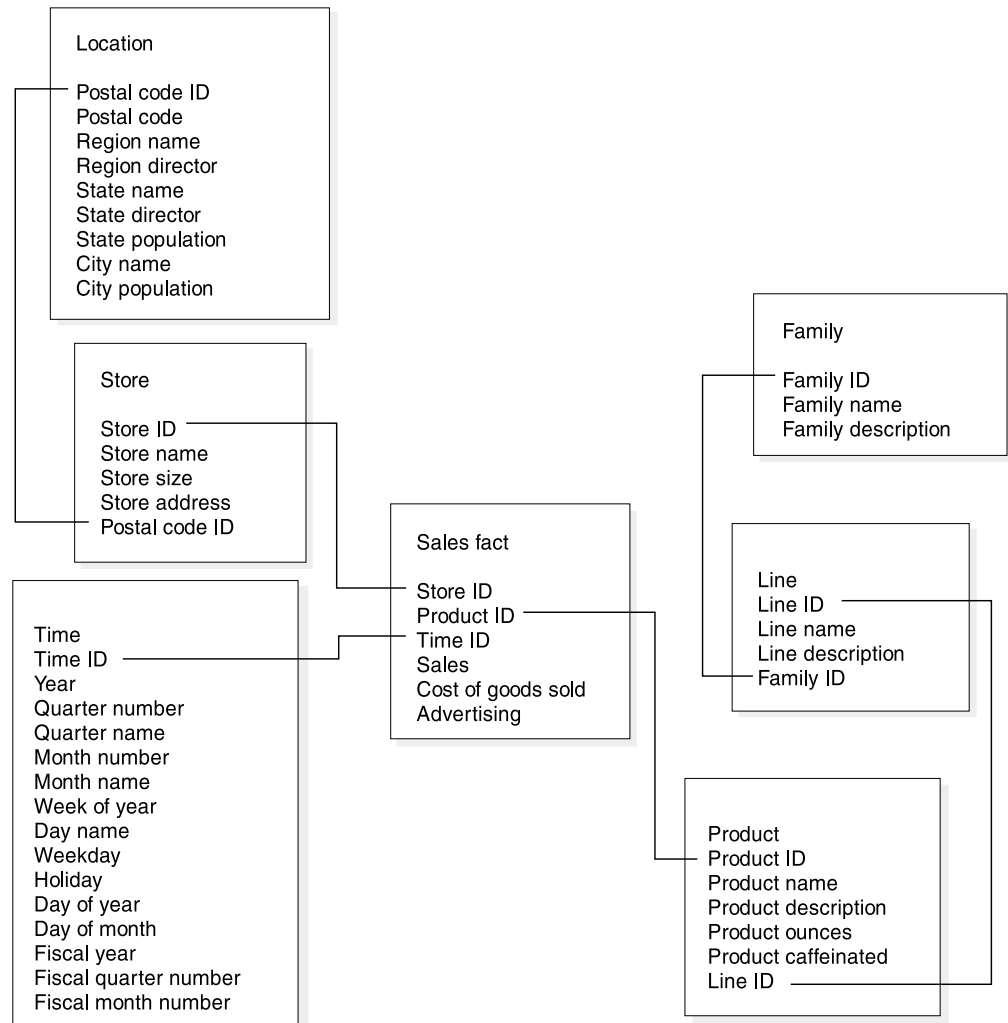 Location
Postal code ID
Postal code
Region name
Region director
State name
State director
State population
City name
City population
Store
Store ID
Store name
Store size
Store address
Postal code ID
Time
Time ID
Year
Quarter number
Quarter name
Month number
Month name
Week of year
Day name
Weekday
Holiday
Day of year
Day of month
Fiscal year
Fiscal quarter number
Fiscal month number
Sales fact
Store ID
Product ID
Time ID
Sales
Cost of goods sold
Advertising
Family
Family ID
Family name
Family description
Line
Line ID
Line name
Line description
Family ID
Product
Product ID
Product name
Product description
Product ounces
Product caffeinated
Line ID